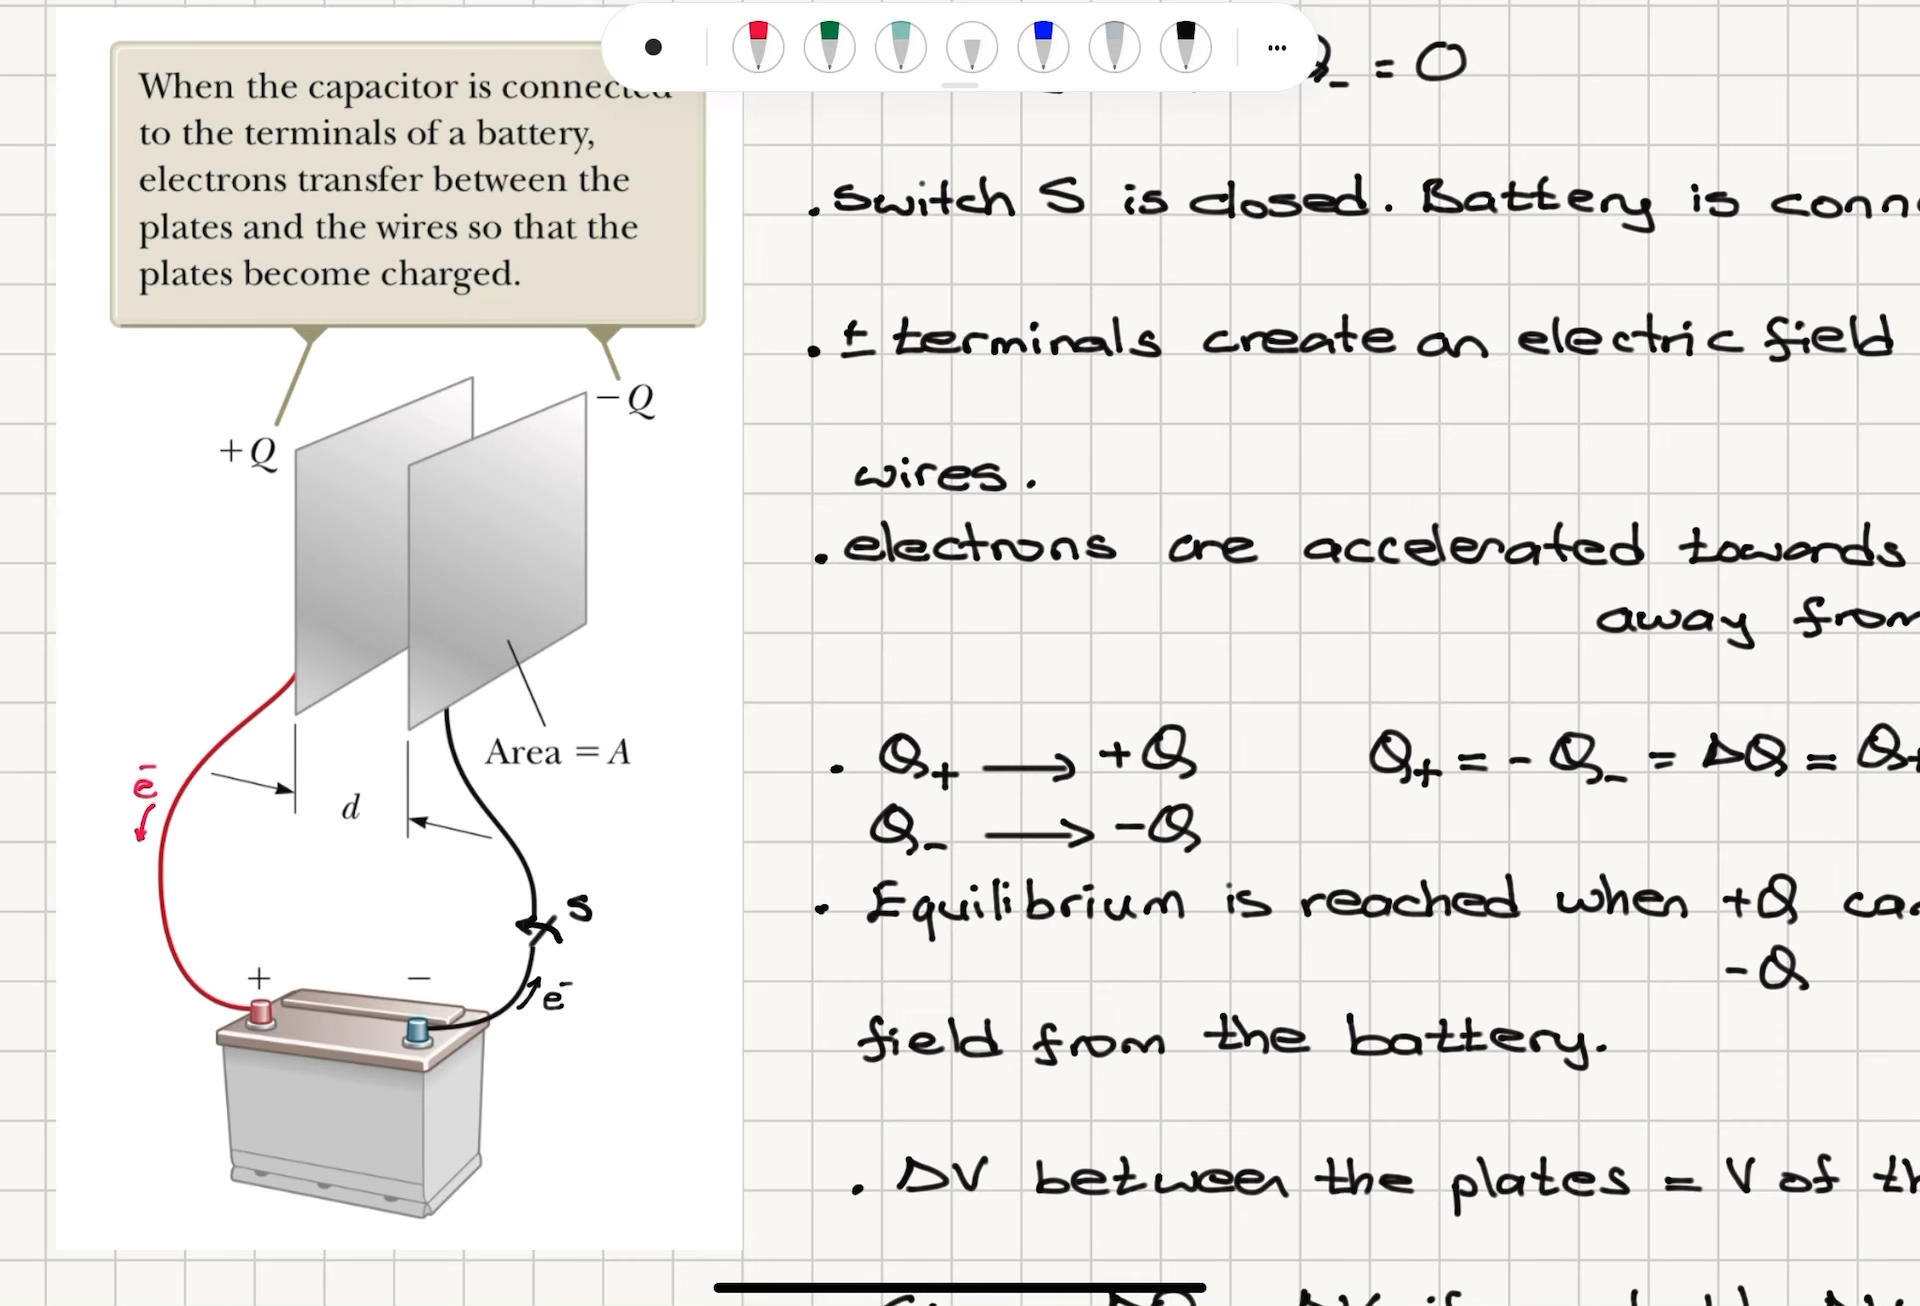 When the capacitor is connected
to the terminals of a battery,
electrons transfer between the
plates and the wires so that the
plates become charged.
+Q
-Q
Area = A
d
e-
S
e-
+
-
= 0
. Switch S is closed. Battery is conn
. ± terminals create an electric field
wires.
. electrons are accelerated towards
away from
. Q+ → +Q Q+ = - Q- = ΔQ = Q+
Q- → -Q
. Equilibrium is reached when +Q
-Q
field from the battery.
. ΔV between the plates = V of